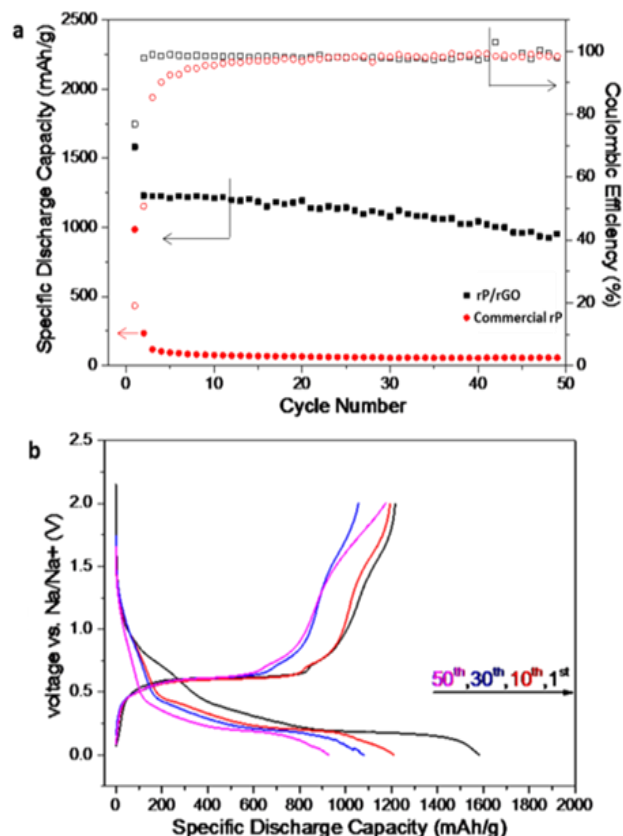 a
Specific Discharge Capacity (mAh/g)
2500
2000
1500
1000
500
0
100
80
60
40
20
0
Coulombic Efficiency (%)
rP/rGO
Commercial rP
0 10 20 30 40 50
Cycle Number
b
voltage vs. Na/Na+ (V)
2.5
2.0
1.5
1.0
0.5
0.0
50th,30th,10th,1st
0 200 400 600 800 1000 1200 1400 1600 1800 2000
Specific Discharge Capacity (mAh/g)